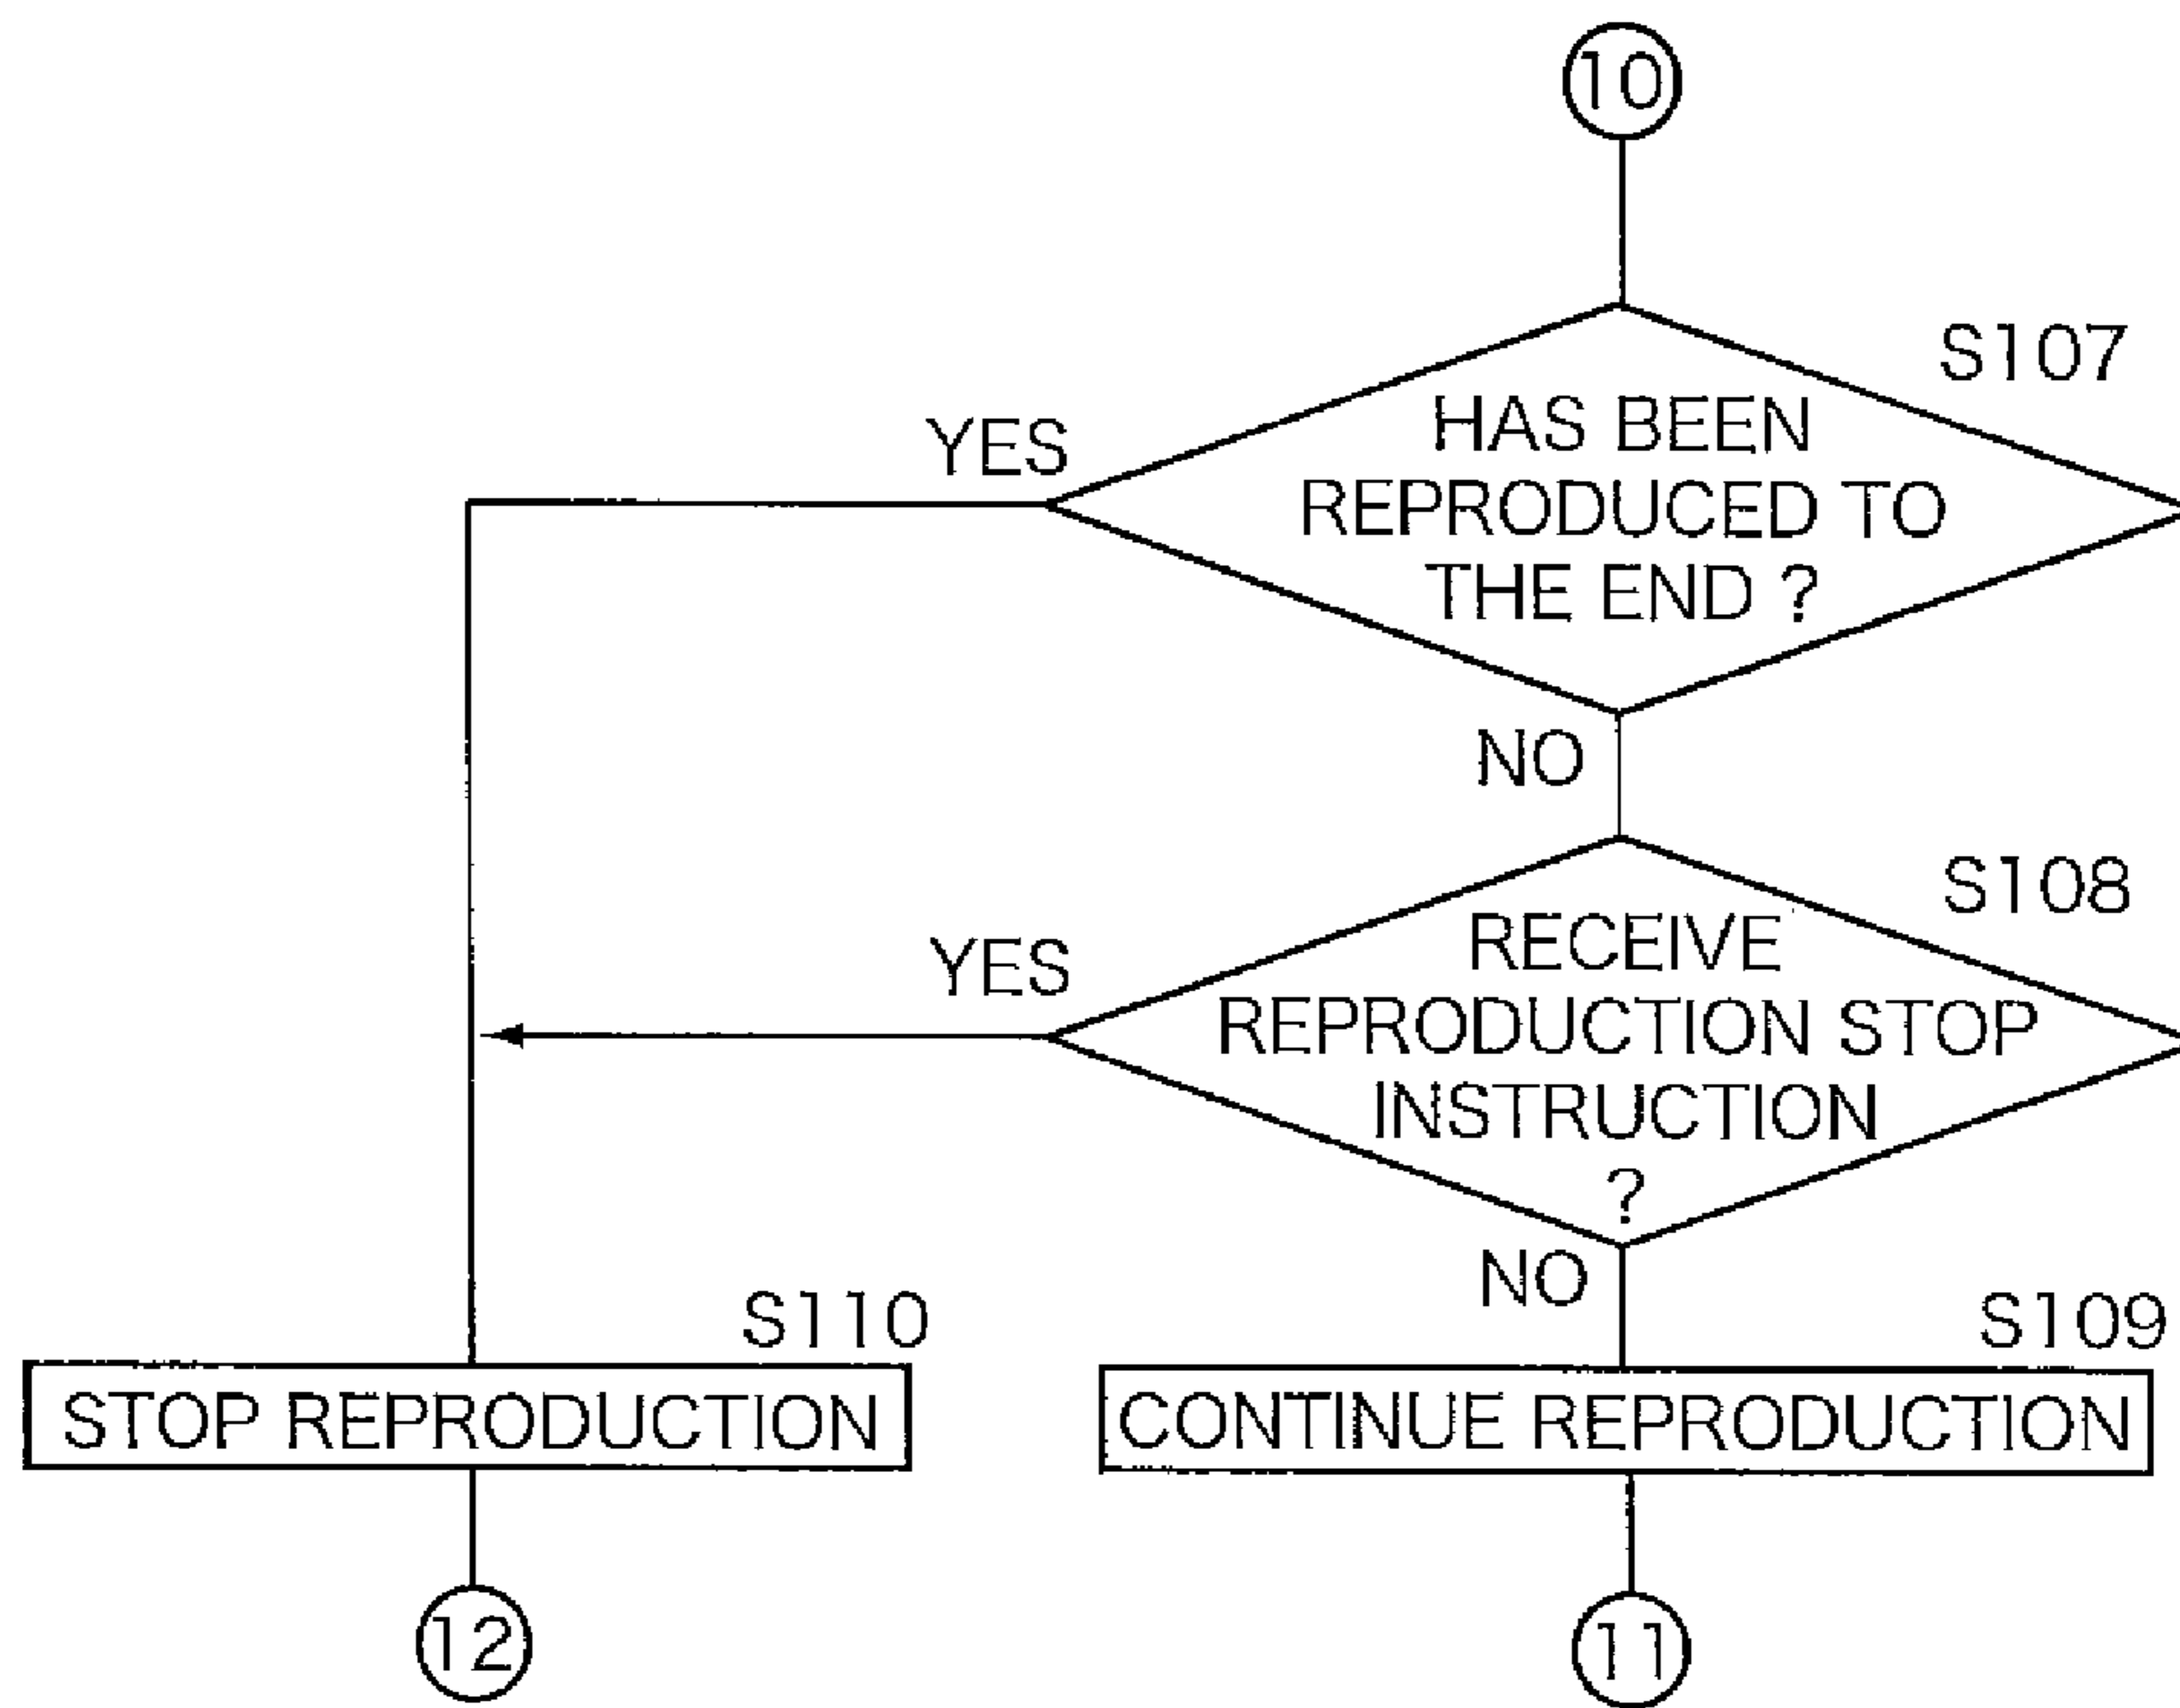 10
S107
HAS BEEN
YES
REPRODUCED TO
THE END ?
NO
S108
RECEIVE
YES
REPRODUCTION STOP
INSTRUCTION
?
NO
S110
S109
STOP REPRODUCTION
CONTINUE REPRODUCTION
12
11